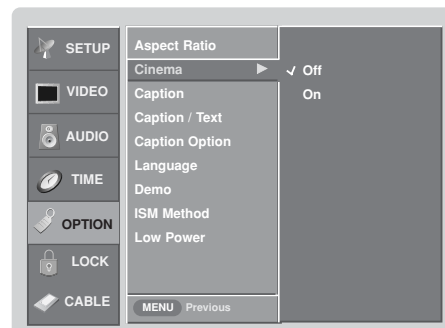 SETUP
VIDEO
AUDIO
TIME
OPTION
LOCK
CABLE
Aspect Ratio
Cinema
Caption
Caption / Text
Caption Option
Language
Demo
ISM Method
Low Power
MENU Previous
Off
On